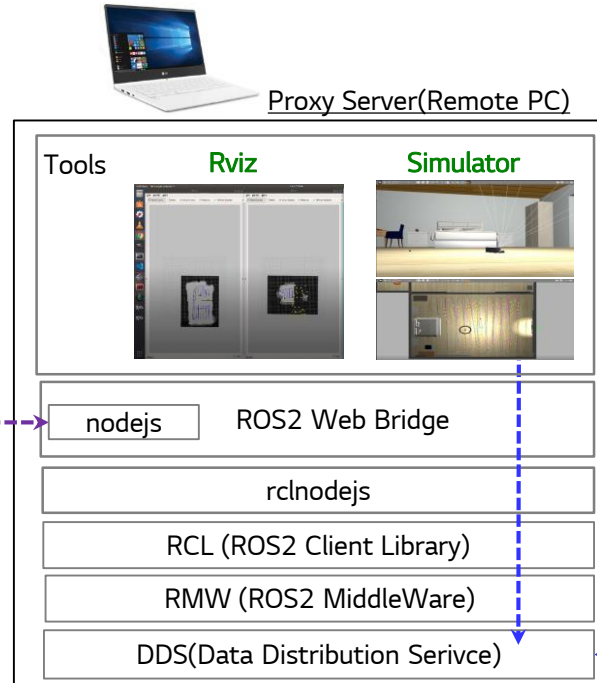 Proxy Server(Remote PC)
Tools
Rviz
Simulator
nodejs
ROS2 Web Bridge
rclnodejs
RCL (ROS2 Client Library)
RMW (ROS2 MiddleWare)
DDS(Data Distribution Serivce)